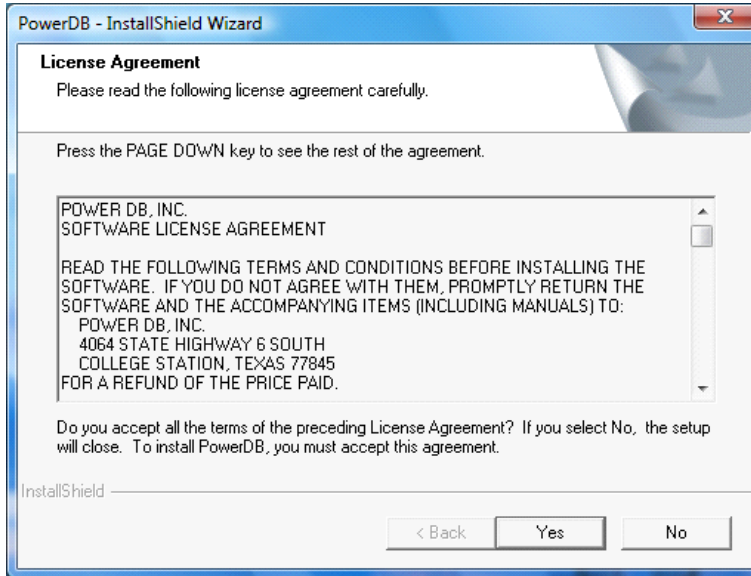 PowerDB - InstallShield Wizard
License Agreement
Please read the following license agreement carefully.
Press the PAGE DOWN key to see the rest of the agreement.
POWER DB, INC.
SOFTWARE LICENSE AGREEMENT
READ THE FOLLOWING TERMS AND CONDITIONS BEFORE INSTALLING THE
SOFTWARE.  IF YOU DO NOT AGREE WITH THEM, PROMPTLY RETURN THE
SOFTWARE AND THE ACCOMPANYING ITEMS (INCLUDING MANUALS) TO:
POWER DB, INC.
4064 STATE HIGHWAY 6 SOUTH
COLLEGE STATION, TEXAS 77845
FOR A REFUND OF THE PRICE PAID.
Do you accept all the terms of the preceding License Agreement?  If you select No,  the setup
will close.  To install PowerDB, you must accept this agreement.
InstallShield
< Back
Yes
No